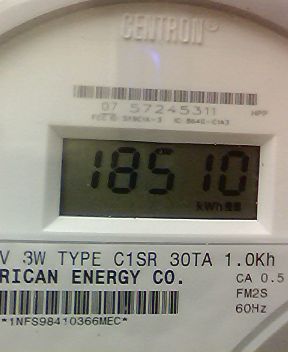 CENTRON®
07 57245311 HPP
18510
kWh
V 3W TYPE C1SR 30TA 1.0Kh
RICAN ENERGY CO.
CA 0.5
FM2S
60Hz
*1NFS98410366MEC*